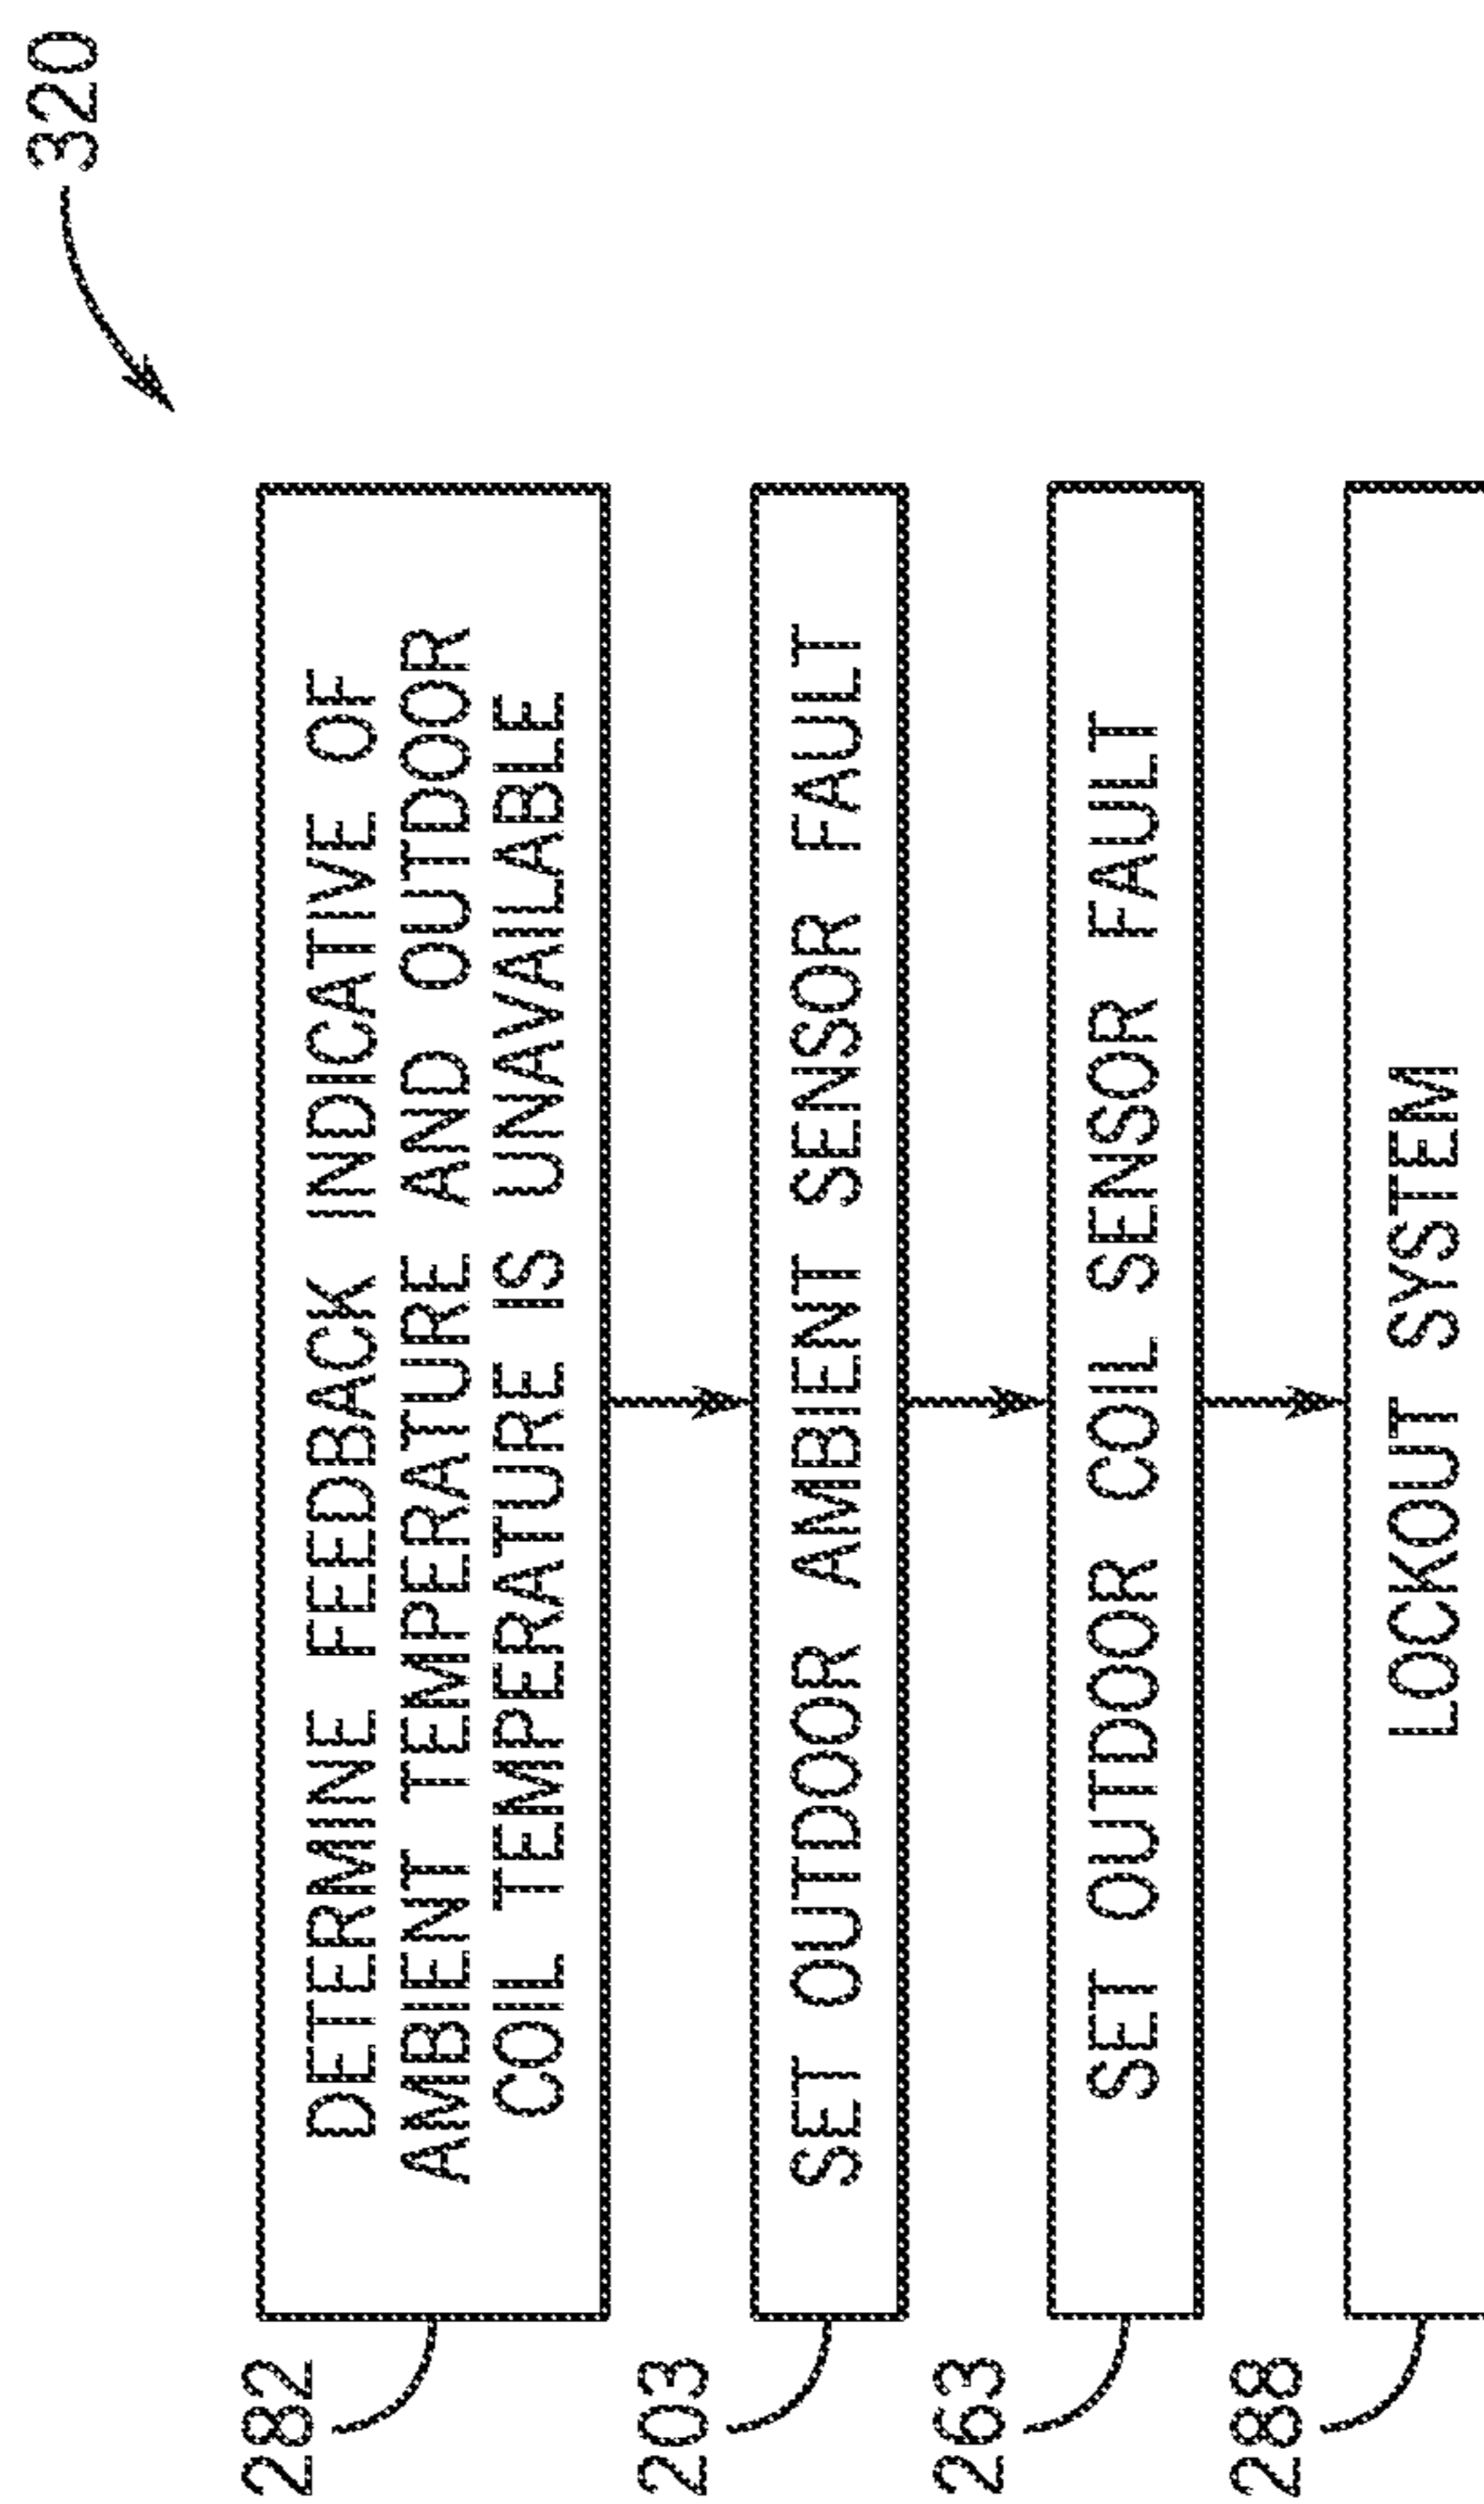 320
282
DETERMINE FEEDBACK INDICATIVE OF
AMBIENT TEMPERATURE AND OUTDOOR
COIL TEMPERATURE IS UNAVAILABLE
203
SET OUTDOOR AMBIENT SENSOR FAULT
263
SET OUTDOOR COIL SENSOR FAULT
288
LOCKOUT SYSTEM